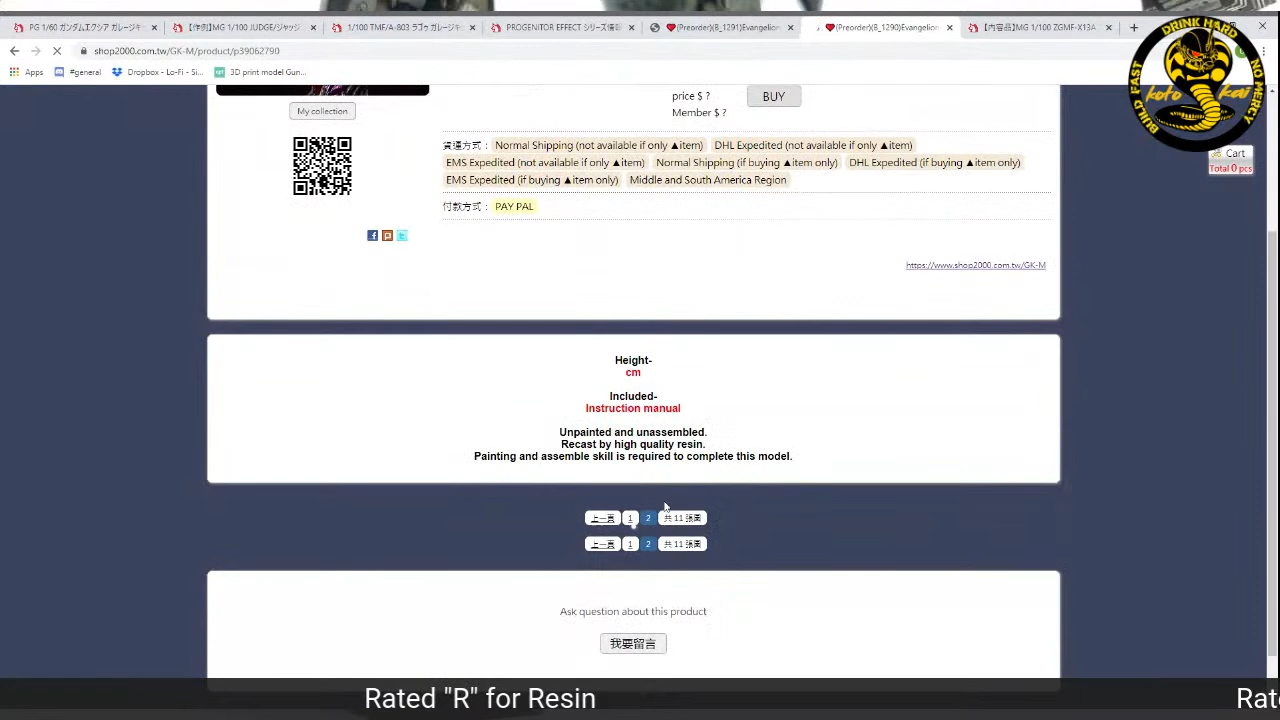 PG 1/60 ガンダムエクシア ガレージキ
【作例】MG 1/100 JUDGE/ジャッジ
1/100 TMF/A-803 ラゴゥ ガレージキ
PROGENITOR EFFECT シリーズ情報
(Preorder)(B_1291)Evangelion
(Preorder)(B_1290)Evangelion
【内容品】MG 1/100 ZGMF-X13A
shop2000.com.tw/GK-M/product/p39062790
Apps #general Dropbox - Lo-Fi - Si... 3D print model Gun...
DRINK HARD
NO MERCY
BUILD FAST
koto kai
Cart
Total 0 pcs
My collection
price $ ?
BUY
Member $ ?
貨運方式： Normal Shipping (not available if only ▲item) DHL Expedited (not available if only ▲item)
EMS Expedited (not available if only ▲item) Normal Shipping (if buying ▲item only) DHL Expedited (if buying ▲item only)
EMS Expedited (if buying ▲item only) Middle and South America Region
付款方式： PAY PAL
https://www.shop2000.com.tw/GK-M
Height-
cm
Included-
Instruction manual
Unpainted and unassembled.
Recast by high quality resin.
Painting and assemble skill is required to complete this model.
上一頁 1 2 共 11 張圖
上一頁 1 2 共 11 張圖
Ask question about this product
我要留言
Rated "R" for Resin
Rate